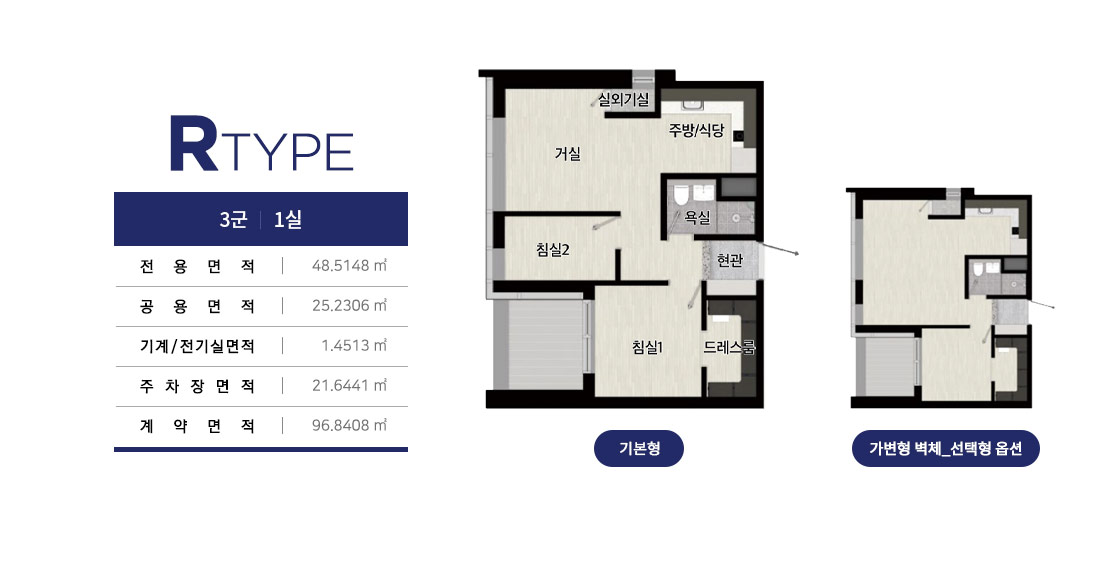 RTYPE
3군 | 1실
전용면적 | 48.5148 ㎡
공용면적 | 25.2306 ㎡
기계/전기실면적 | 1.4513 ㎡
주차장면적 | 21.6441 ㎡
계약면적 | 96.8408 ㎡
실외기실
주방/식당
거실
욕실
침실2
현관
침실1
드레스룸
기본형
가변형 벽체_선택형 옵션